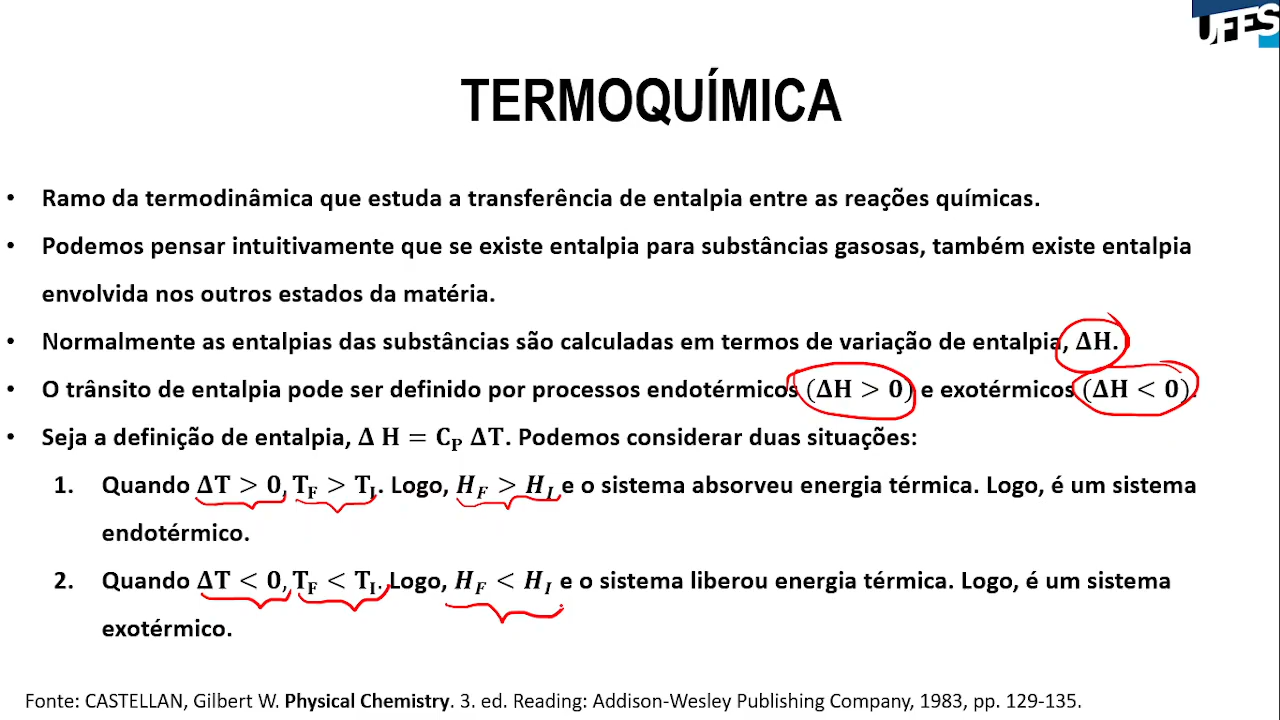 UFES
TERMOQUÍMICA
• Ramo da termodinâmica que estuda a transferência de entalpia entre as reações químicas.
• Podemos pensar intuitivamente que se existe entalpia para substâncias gasosas, também existe entalpia
envolvida nos outros estados da matéria.
• Normalmente as entalpias das substâncias são calculadas em termos de variação de entalpia, ΔH.
• O trânsito de entalpia pode ser definido por processos endotérmicos (ΔH > 0) e exotérmicos (ΔH < 0).
• Seja a definição de entalpia, Δ H = C_P ΔT. Podemos considerar duas situações:
1. Quando ΔT > 0, T_F > T_I. Logo, H_F > H_I e o sistema absorveu energia térmica. Logo, é um sistema
endotérmico.
2. Quando ΔT < 0, T_F < T_I. Logo, H_F < H_I e o sistema liberou energia térmica. Logo, é um sistema
exotérmico.
Fonte: CASTELLAN, Gilbert W. Physical Chemistry. 3. ed. Reading: Addison-Wesley Publishing Company, 1983, pp. 129-135.